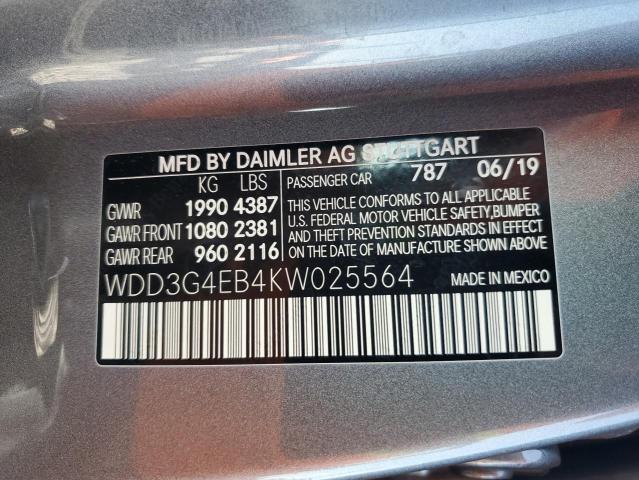 MFD BY DAIMLER AG STUTTGART
KG LBS
GVWR 1990 4387
GAWR FRONT 1080 2381
GAWR REAR 960 2116
PASSENGER CAR 787 06/19
THIS VEHICLE CONFORMS TO ALL APPLICABLE
U.S. FEDERAL MOTOR VEHICLE SAFETY,BUMPER
AND THEFT PREVENTION STANDARDS IN EFFECT
ON THE DATE OF MANUFACTURE SHOWN ABOVE.
WDD3G4EB4KW025564
MADE IN MEXICO